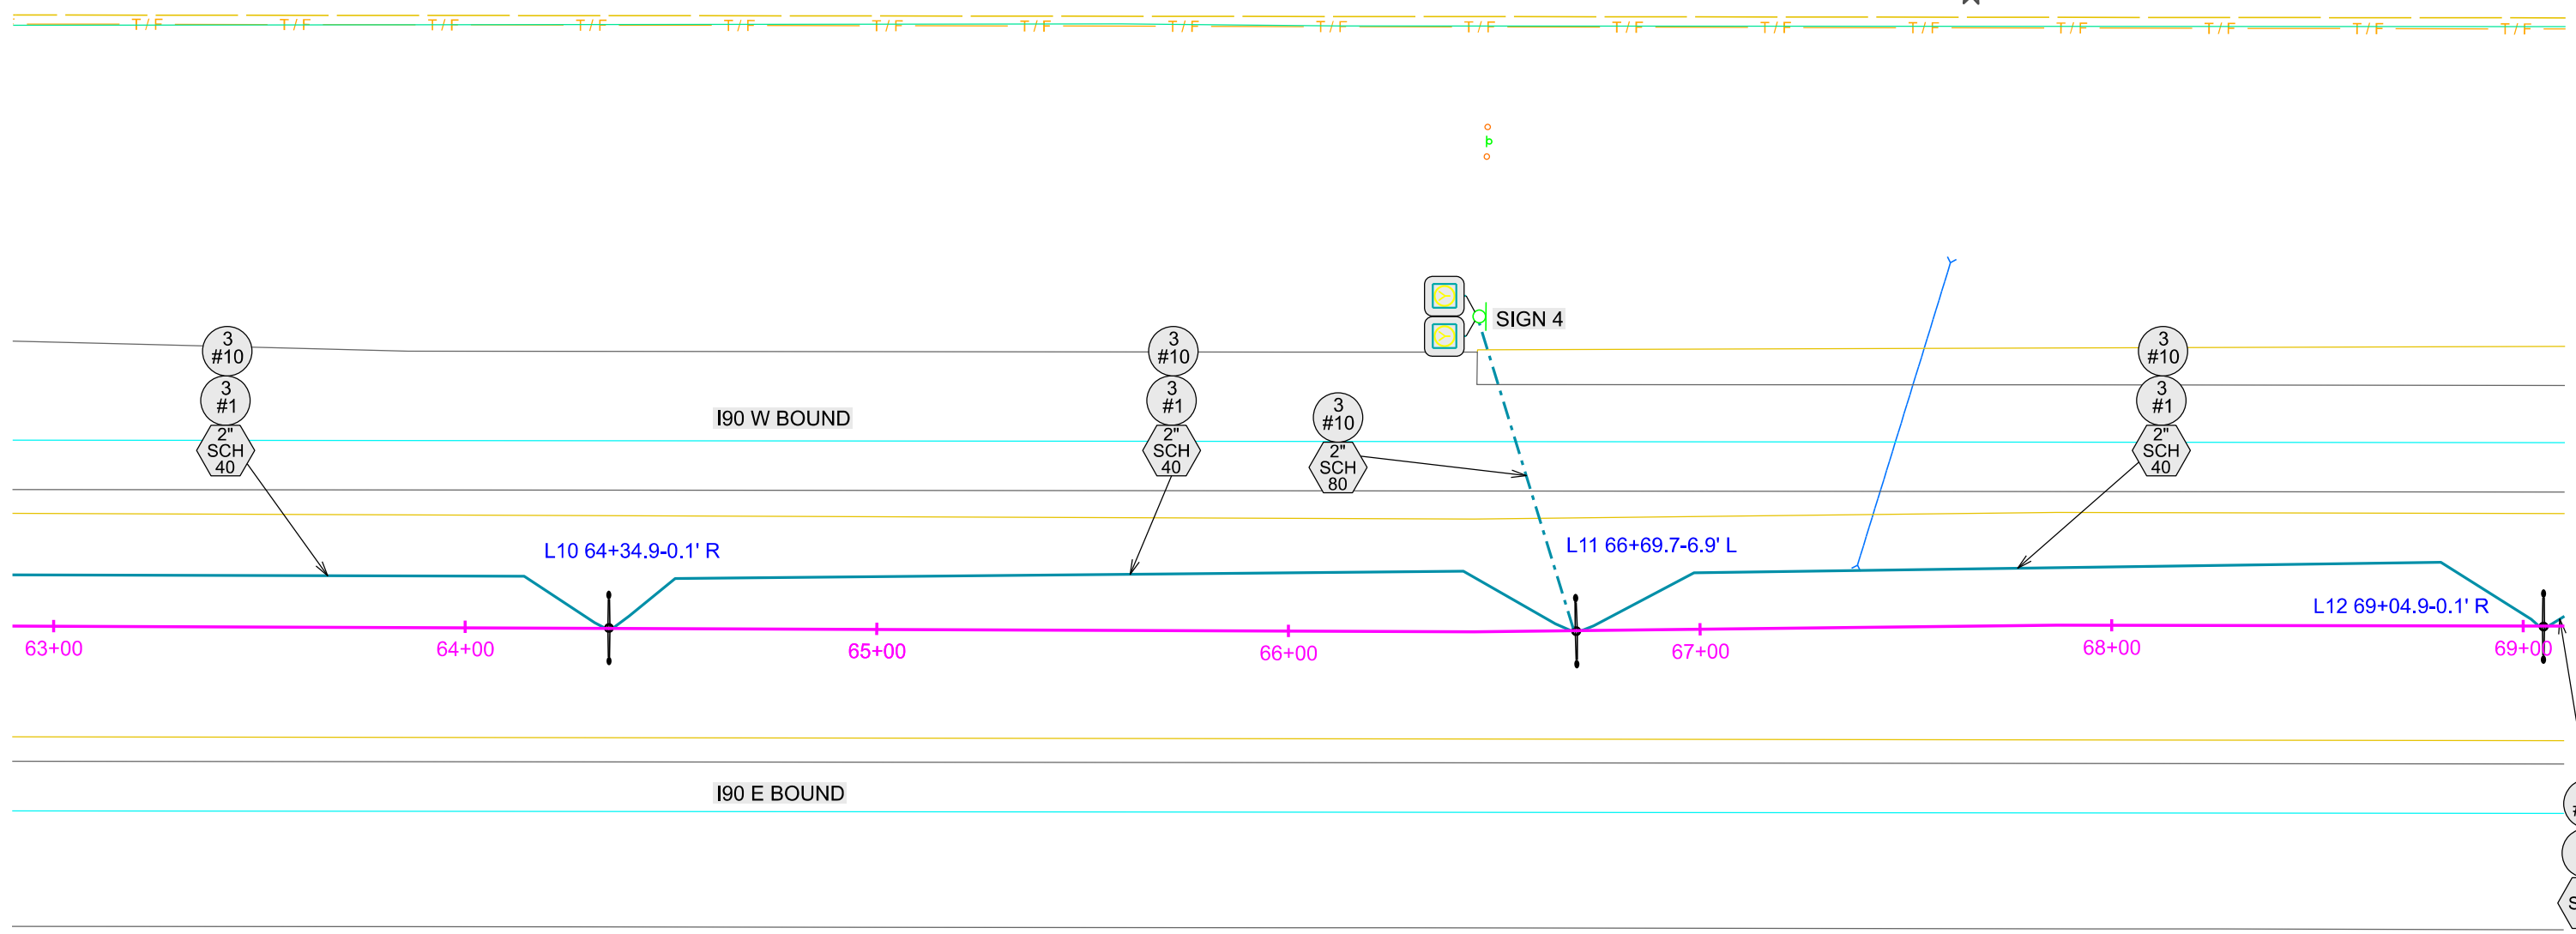 T/F T/F T/F T/F T/F T/F T/F T/F T/F T/F T/F T/F T/F T/F T/F T/F T/F
SIGN 4
3
#10
3
#1
2"
SCH
40
3
#10
3
#1
2"
SCH
40
3
#10
2"
SCH
80
3
#10
3
#1
2"
SCH
40
I90 W BOUND
L10 64+34.9-0.1' R
L11 66+69.7-6.9' L
L12 69+04.9-0.1' R
63+00
64+00
65+00
66+00
67+00
68+00
69+00
I90 E BOUND